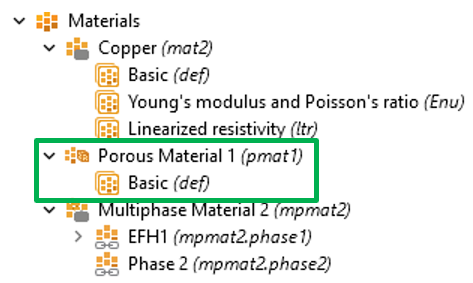 Materials
Copper (mat2)
Basic (def)
Young's modulus and Poisson's ratio (Enu)
Linearized resistivity (ltr)
Porous Material 1 (pmat1)
Basic (def)
Multiphase Material 2 (mpmat2)
EFH1 (mpmat2.phase1)
Phase 2 (mpmat2.phase2)